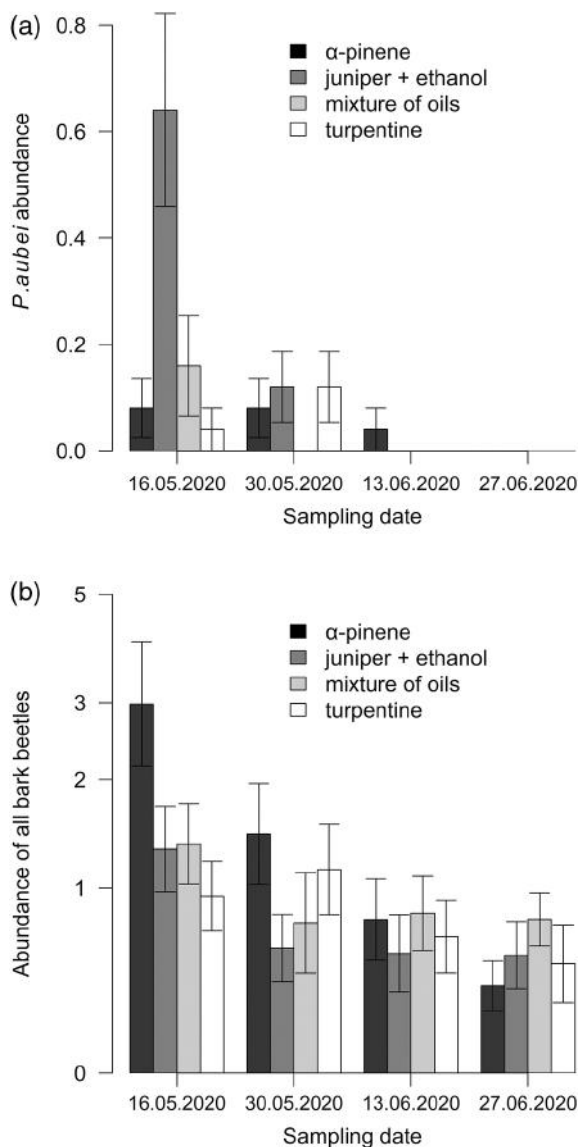 (a)
0.8
0.6
0.4
0.2
0.0
P.aubei abundance
α-pinene
juniper + ethanol
mixture of oils
turpentine
16.05.2020 30.05.2020 13.06.2020 27.06.2020
Sampling date
(b)
5
3
2
1
0
Abundance of all bark beetles
α-pinene
juniper + ethanol
mixture of oils
turpentine
16.05.2020 30.05.2020 13.06.2020 27.06.2020
Sampling date